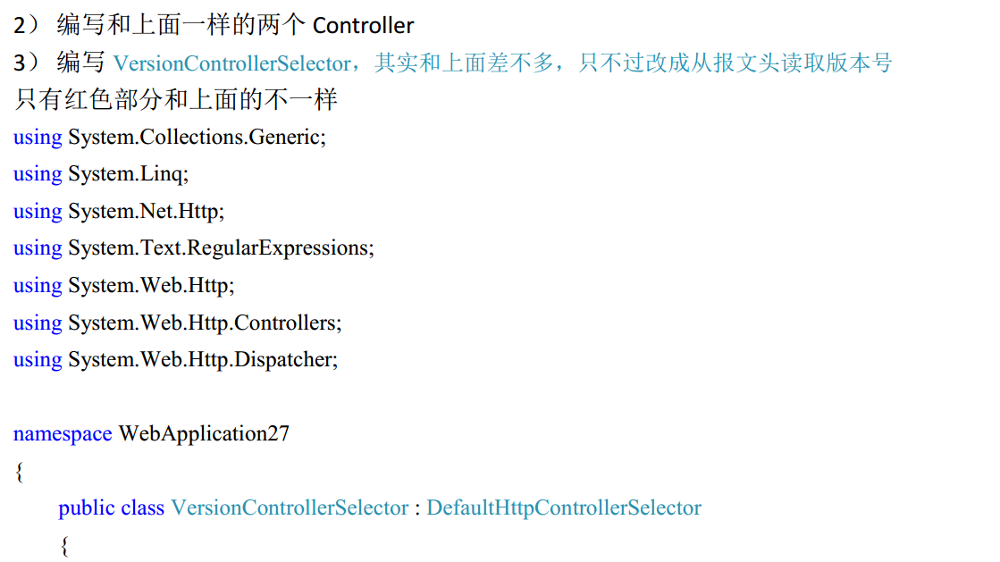 2） 编写和上面一样的两个 Controller
3） 编写 VersionControllerSelector，其实和上面差不多，只不过改成从报文头读取版本号
只有红色部分和上面的不一样
using System.Collections.Generic;
using System.Linq;
using System.Net.Http;
using System.Text.RegularExpressions;
using System.Web.Http;
using System.Web.Http.Controllers;
using System.Web.Http.Dispatcher;
namespace WebApplication27
{
public class VersionControllerSelector : DefaultHttpControllerSelector
{